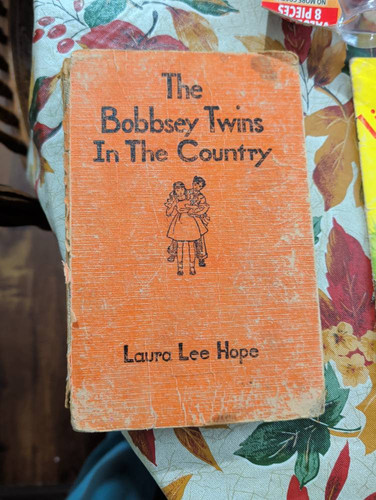 8 PIECES
The
Bobbsey Twins
In The Country
Laura Lee Hope